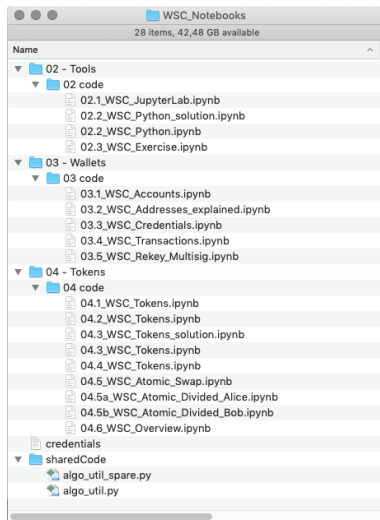 WSC_Notebooks
28 items, 42,48 GB available
Name
02 - Tools
02 code
02.1_WSC_JupyterLab.ipynb
02.2_WSC_Python_solution.ipynb
02.2_WSC_Python.ipynb
02.3_WSC_Exercise.ipynb
03 - Wallets
03 code
03.1_WSC_Accounts.ipynb
03.2_WSC_Addresses_explained.ipynb
03.3_WSC_Credentials.ipynb
03.4_WSC_Transactions.ipynb
03.5_WSC_Rekey_Multisig.ipynb
04 - Tokens
04 code
04.1_WSC_Tokens.ipynb
04.2_WSC_Tokens.ipynb
04.3_WSC_Tokens_solution.ipynb
04.3_WSC_Tokens.ipynb
04.4_WSC_Tokens.ipynb
04.5_WSC_Atomic_Swap.ipynb
04.5a_WSC_Atomic_Divided_Alice.ipynb
04.5b_WSC_Atomic_Divided_Bob.ipynb
04.6_WSC_Overview.ipynb
credentials
sharedCode
algo_util_spare.py
algo_util.py